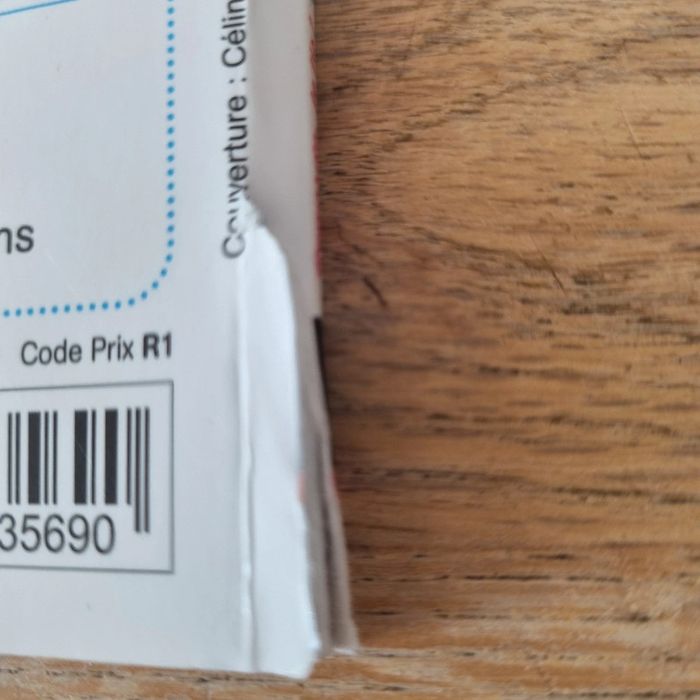 Couverture : Célin
ns
Code Prix R1
35690